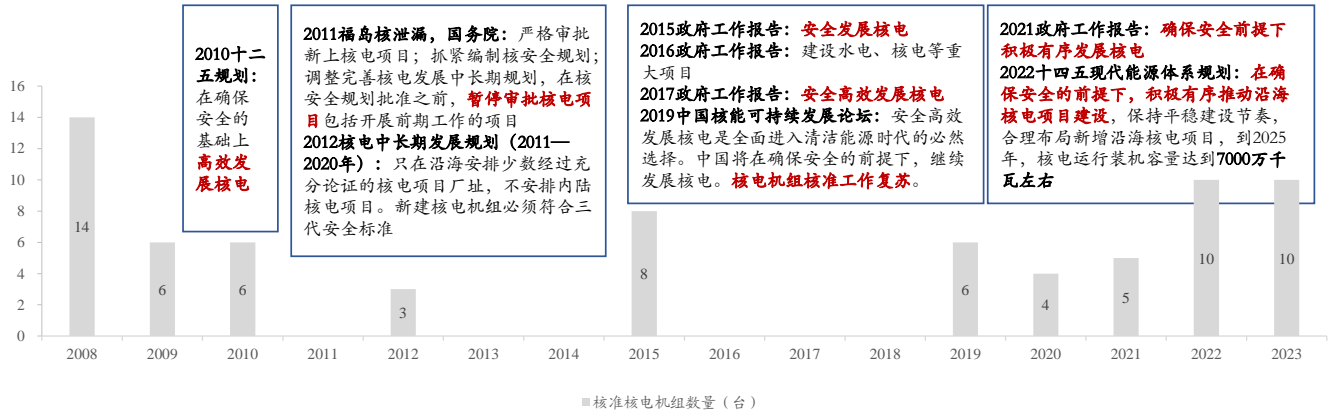 2010十二
五规划：
在确保
安全的
基础上
高效发
展核电
2011福岛核泄漏，国务院：严格审批
新上核电项目；抓紧编制核安全规划；
调整完善核电发展中长期规划，在核
安全规划批准之前，暂停审批核电项
目包括开展前期工作的项目
2012核电中长期发展规划（2011—
2020年）：只在沿海安排少数经过充
分论证的核电项目厂址，不安排内陆
核电项目。新建核电机组必须符合三
代安全标准
2015政府工作报告：安全发展核电
2016政府工作报告：建设水电、核电等重
大项目
2017政府工作报告：安全高效发展核电
2019中国核能可持续发展论坛：安全高效
发展核电是全面进入清洁能源时代的必然
选择。中国将在确保安全的前提下，继续
发展核电。核电机组核准工作复苏。
2021政府工作报告：确保安全前提下
积极有序发展核电
2022十四五现代能源体系规划：在确
保安全的前提下，积极有序推动沿海
核电项目建设，保持平稳建设节奏，
合理布局新增沿海核电项目，到2025
年，核电运行装机容量达到7000万千
瓦左右
16
14
12
10
8
6
4
2
0
14
6
6
3
8
6
4
5
10
10
2008 2009 2010 2011 2012 2013 2014 2015 2016 2017 2018 2019 2020 2021 2022 2023
核准核电机组数量（台）